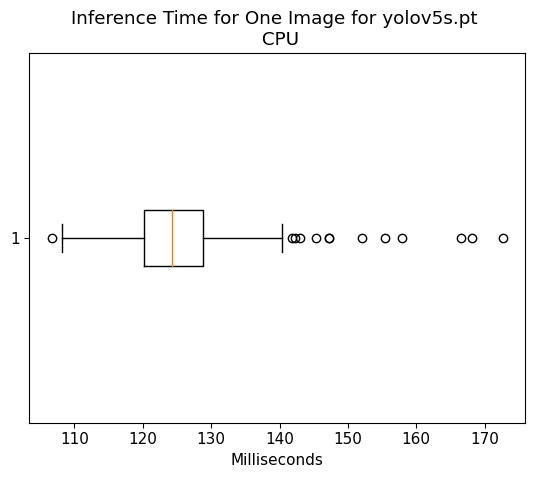 Inference Time for One Image for yolov5s.pt
CPU
1
110 120 130 140 150 160 170
Milliseconds